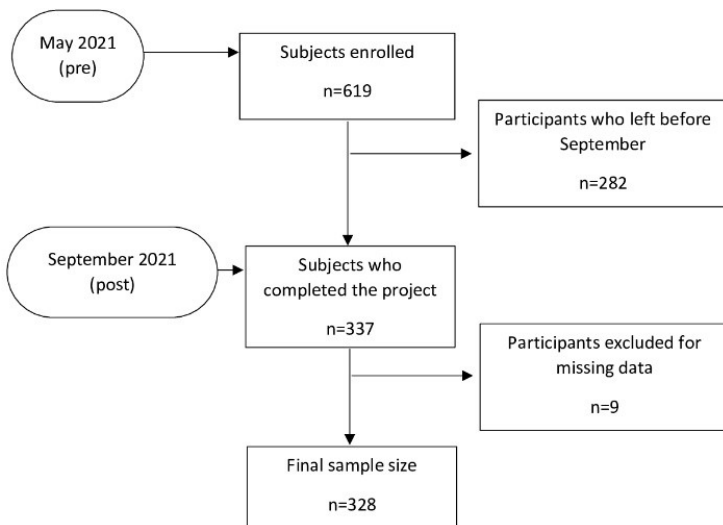 May 2021
(pre)
Subjects enrolled
n=619
Participants who left before
September
n=282
September 2021
(post)
Subjects who
completed the project
n=337
Participants excluded for
missing data
n=9
Final sample size
n=328